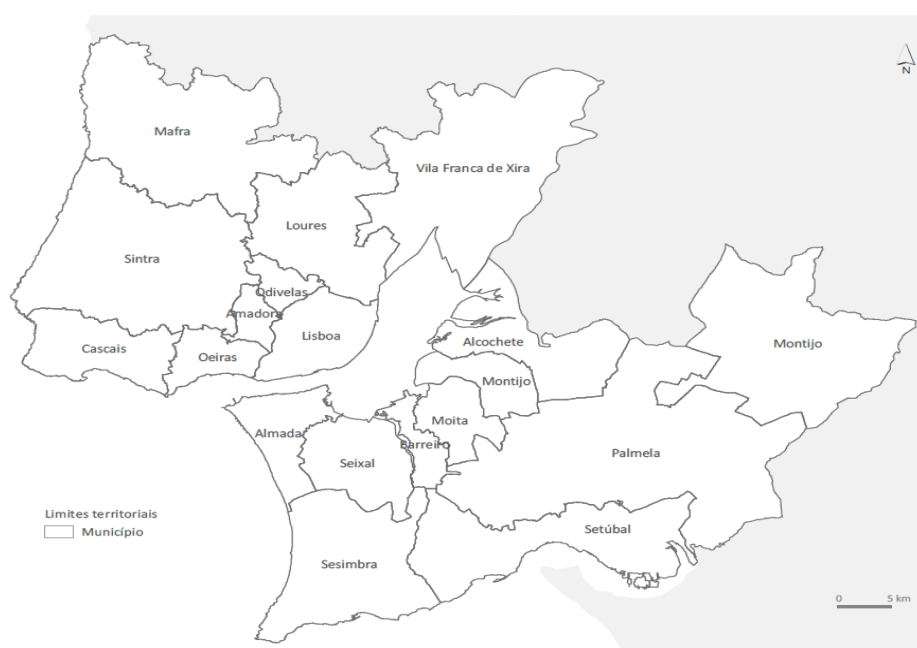 N
Mafra
Vila Franca de Xira
Loures
Sintra
Odivelas
Amadora
Lisboa
Cascais
Oeiras
Alcochete
Montijo
Montijo
Almada
Moita
Barreiro
Seixal
Palmela
Limites territoriais
Município
Setúbal
Sesimbra
0 5 km